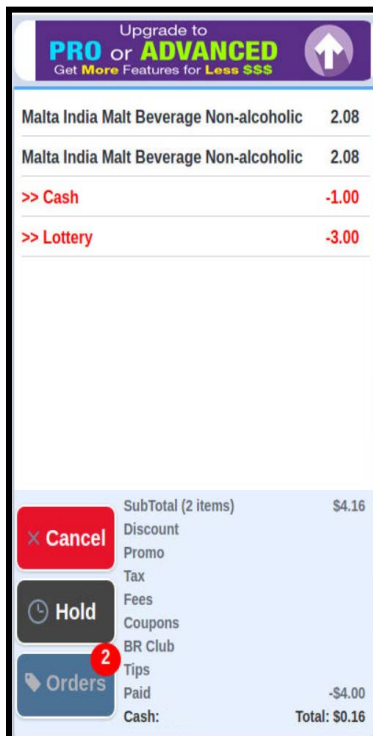 Upgrade to
PRO or ADVANCED
Get More Features for Less $$$
Malta India Malt Beverage Non-alcoholic 2.08
Malta India Malt Beverage Non-alcoholic 2.08
>> Cash -1.00
>> Lottery -3.00
SubTotal (2 items) $4.16
× Cancel
Discount
Promo
Tax
Hold
Fees
Coupons
BR Club
2
Orders
Tips
Paid -$4.00
Cash: Total: $0.16